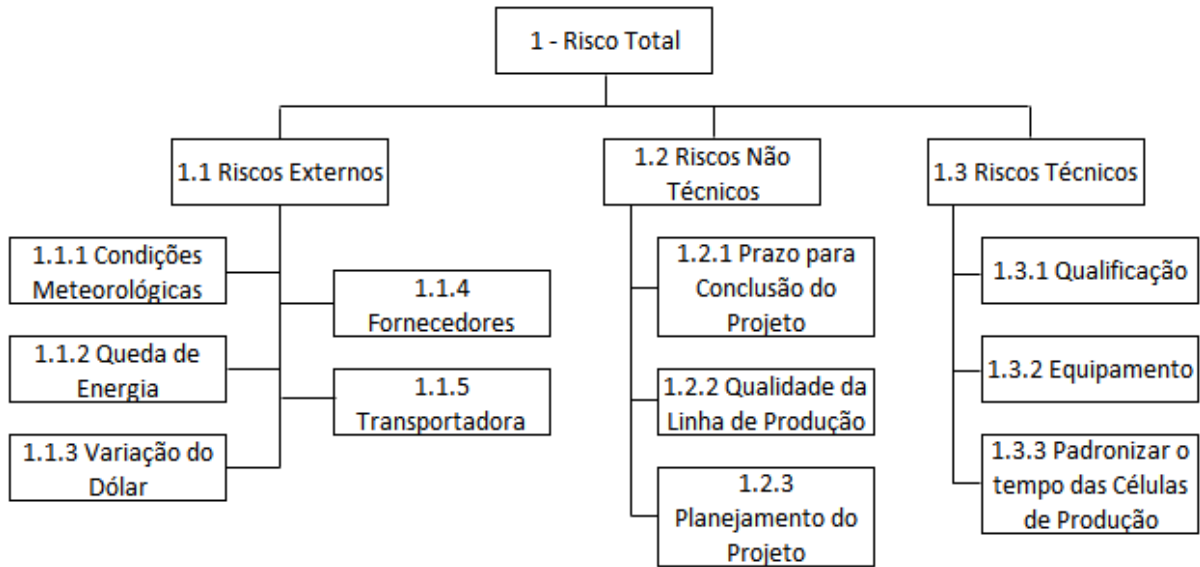 1 - Risco Total
1.1 Riscos Externos
1.1.1 Condições
Meteorológicas
1.1.2 Queda de
Energia
1.1.3 Variação do
Dólar
1.1.4
Fornecedores
1.1.5
Transportadora
1.2 Riscos Não
Técnicos
1.2.1 Prazo para
Conclusão do
Projeto
1.2.2 Qualidade da
Linha de Produção
1.2.3
Planejamento do
Projeto
1.3 Riscos Técnicos
1.3.1 Qualificação
1.3.2 Equipamento
1.3.3 Padronizar o
tempo das Células
de Produção